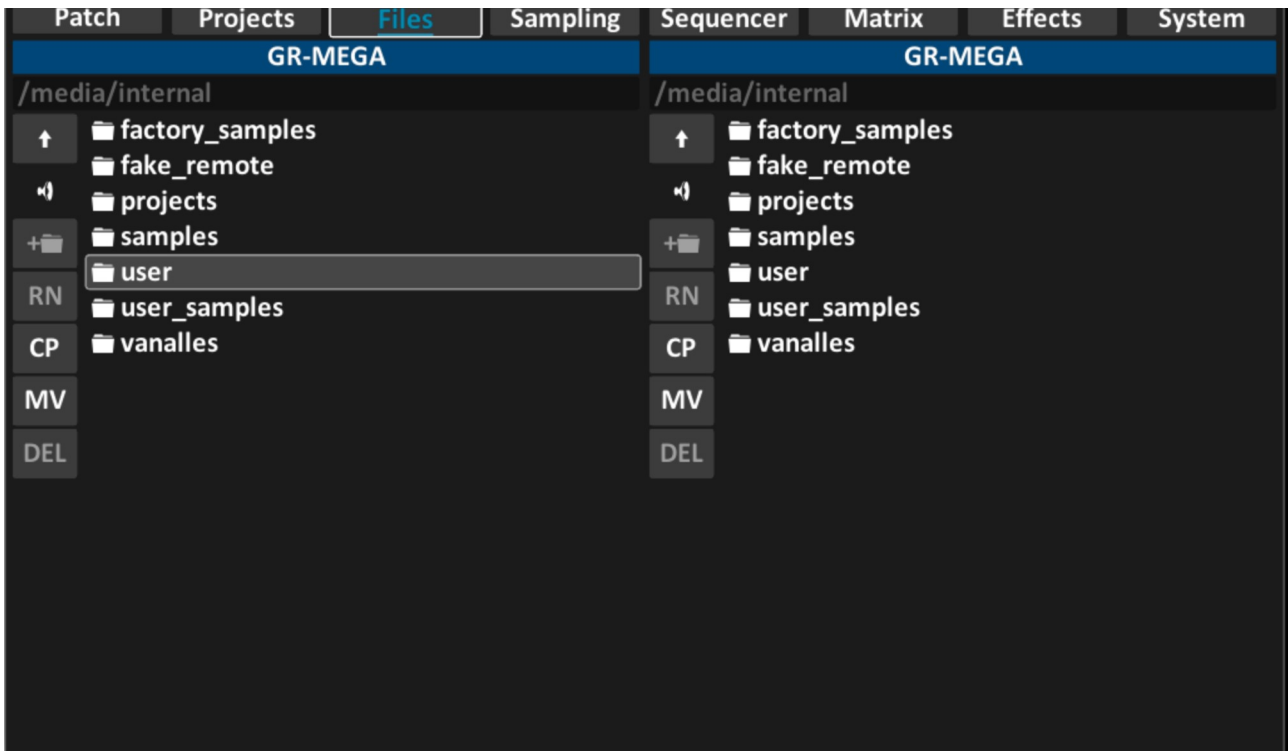 Patch Projects Files Sampling Sequencer Matrix Effects System
GR-MEGA
/media/internal
factory_samples
fake_remote
projects
+ samples
user
RN
user_samples
CP vanalles
MV
DEL
GR-MEGA
/media/internal
factory_samples
fake_remote
projects
+ samples
user
RN
user_samples
CP vanalles
MV
DEL